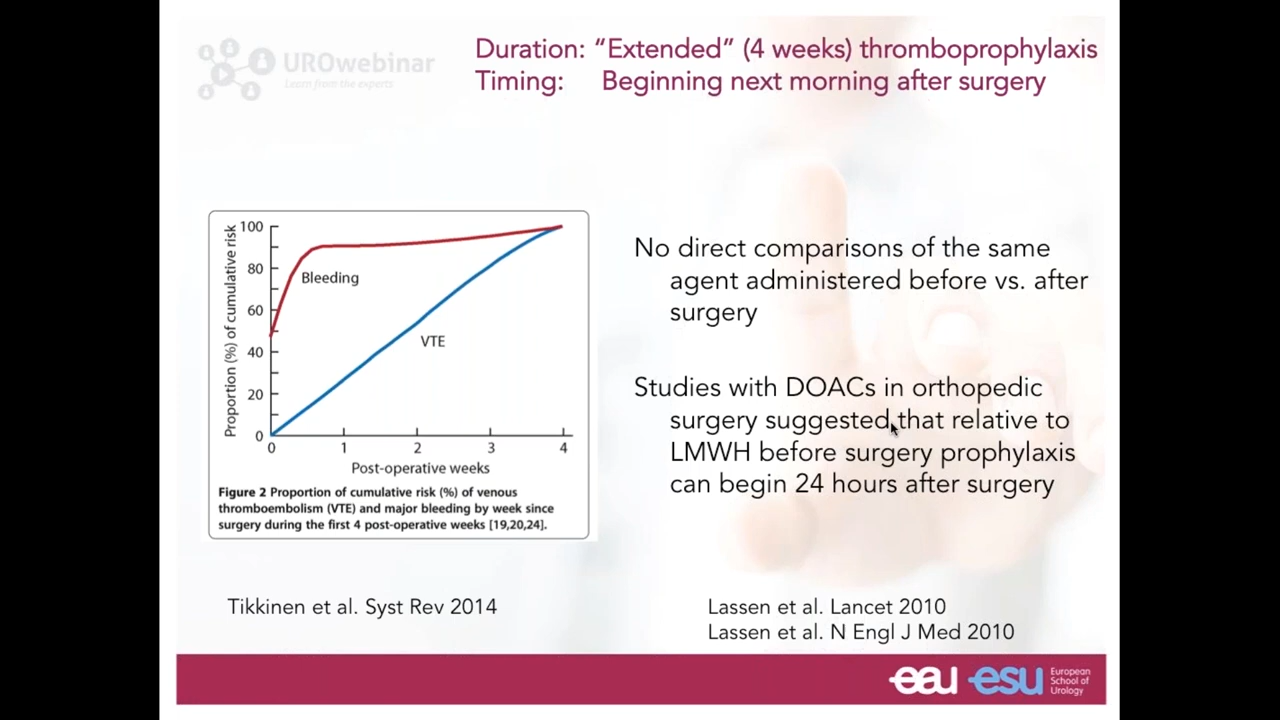 UROwebinar
Learn from the experts
Duration: “Extended” (4 weeks) thromboprophylaxis
Timing: Beginning next morning after surgery
Proportion (%) of cumulative risk
100
80
60
40
20
0
Bleeding
VTE
0 1 2 3 4
Post-operative weeks
Figure 2 Proportion of cumulative risk (%) of venous
thromboembolism (VTE) and major bleeding by week since
surgery during the first 4 post-operative weeks [19,20,24].
No direct comparisons of the same
agent administered before vs. after
surgery
Studies with DOACs in orthopedic
surgery suggested that relative to
LMWH before surgery prophylaxis
can begin 24 hours after surgery
Tikkinen et al. Syst Rev 2014
Lassen et al. Lancet 2010
Lassen et al. N Engl J Med 2010
eau esu European
School of
Urology